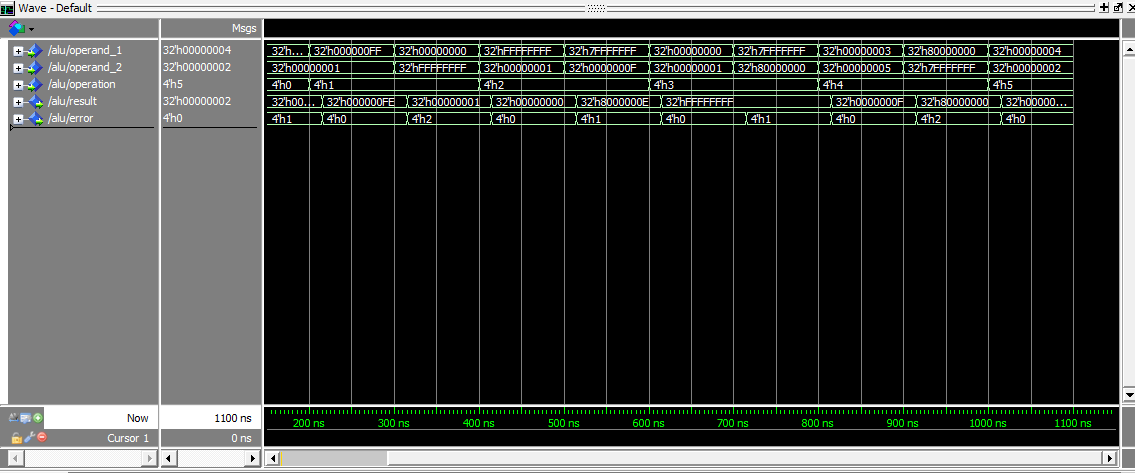 Wave - Default
Msgs
/alu/operand_1 32'h00000004 32'h... 32'h000000FF 32'h00000000 32'hFFFFFFFF 32'h7FFFFFFF 32'h00000000 32'h7FFFFFFF 32'h00000003 32'h80000000 32'h00000004
/alu/operand_2 32'h00000002 32'h00000001 32'hFFFFFFFF 32'h00000001 32'h0000000F 32'h00000001 32'h80000000 32'h00000005 32'h7FFFFFFF 32'h00000002
/alu/operation 4'h5 4'h0 4'h1 4'h2 4'h3 4'h4 4'h5
/alu/result 32'h00000002 32'h00... 32'h000000FE 32'h00000001 32'h00000000 32'h8000000E 32'hFFFFFFFF 32'h0000000F 32'h80000000 32'h00000...
/alu/error 4'h0 4'h1 4'h0 4'h2 4'h0 4'h1 4'h0 4'h1 4'h0 4'h2 4'h0
Now 1100 ns
200 ns 300 ns 400 ns 500 ns 600 ns 700 ns 800 ns 900 ns 1000 ns 1100 ns
Cursor 1 0 ns